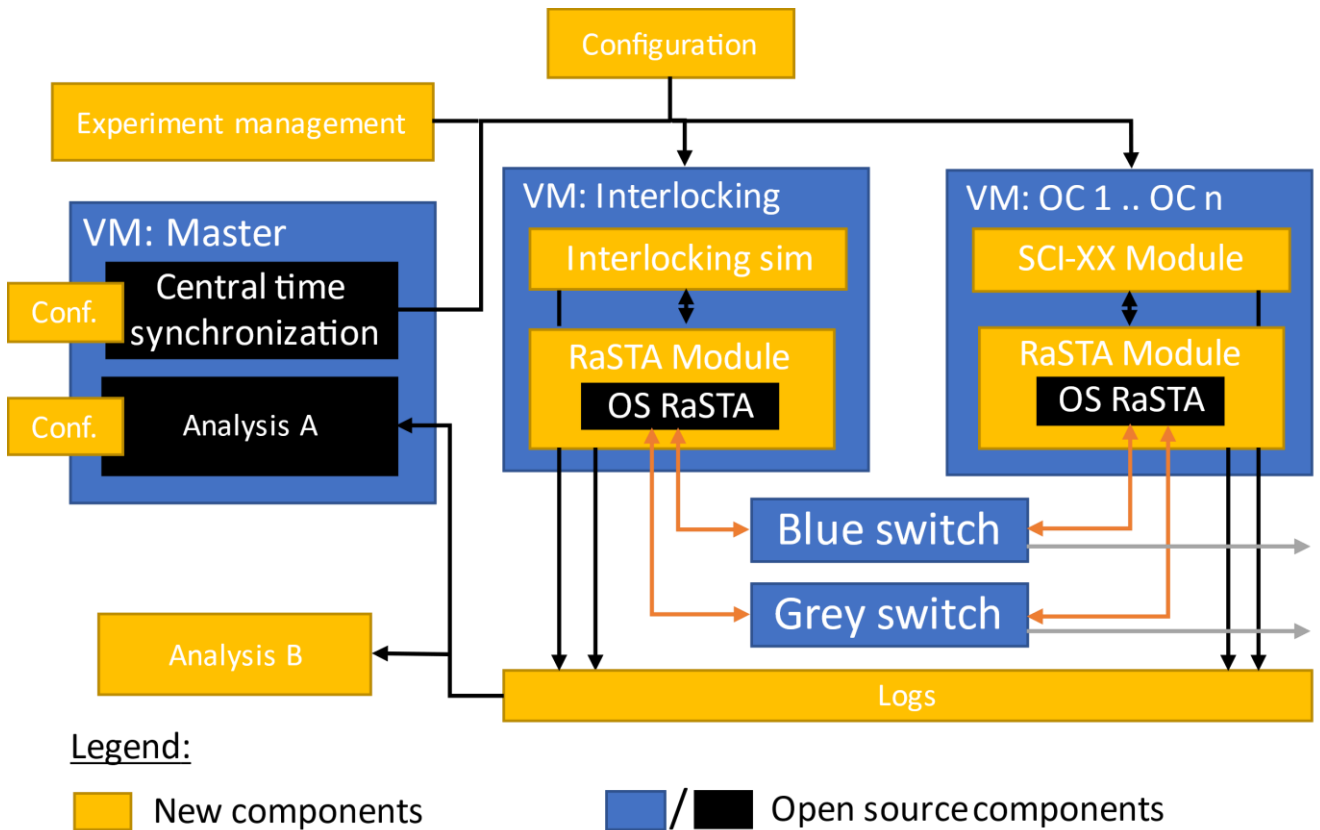 Configuration
Experiment management
VM: Master
Conf.
Central time
synchronization
Conf.
Analysis A
VM: Interlocking
Interlocking sim
RaSTA Module
OS RaSTA
VM: OC 1 .. OC n
SCI-XX Module
RaSTA Module
OS RaSTA
Blue switch
Grey switch
Analysis B
Logs
Legend:
New components
/ Open source components